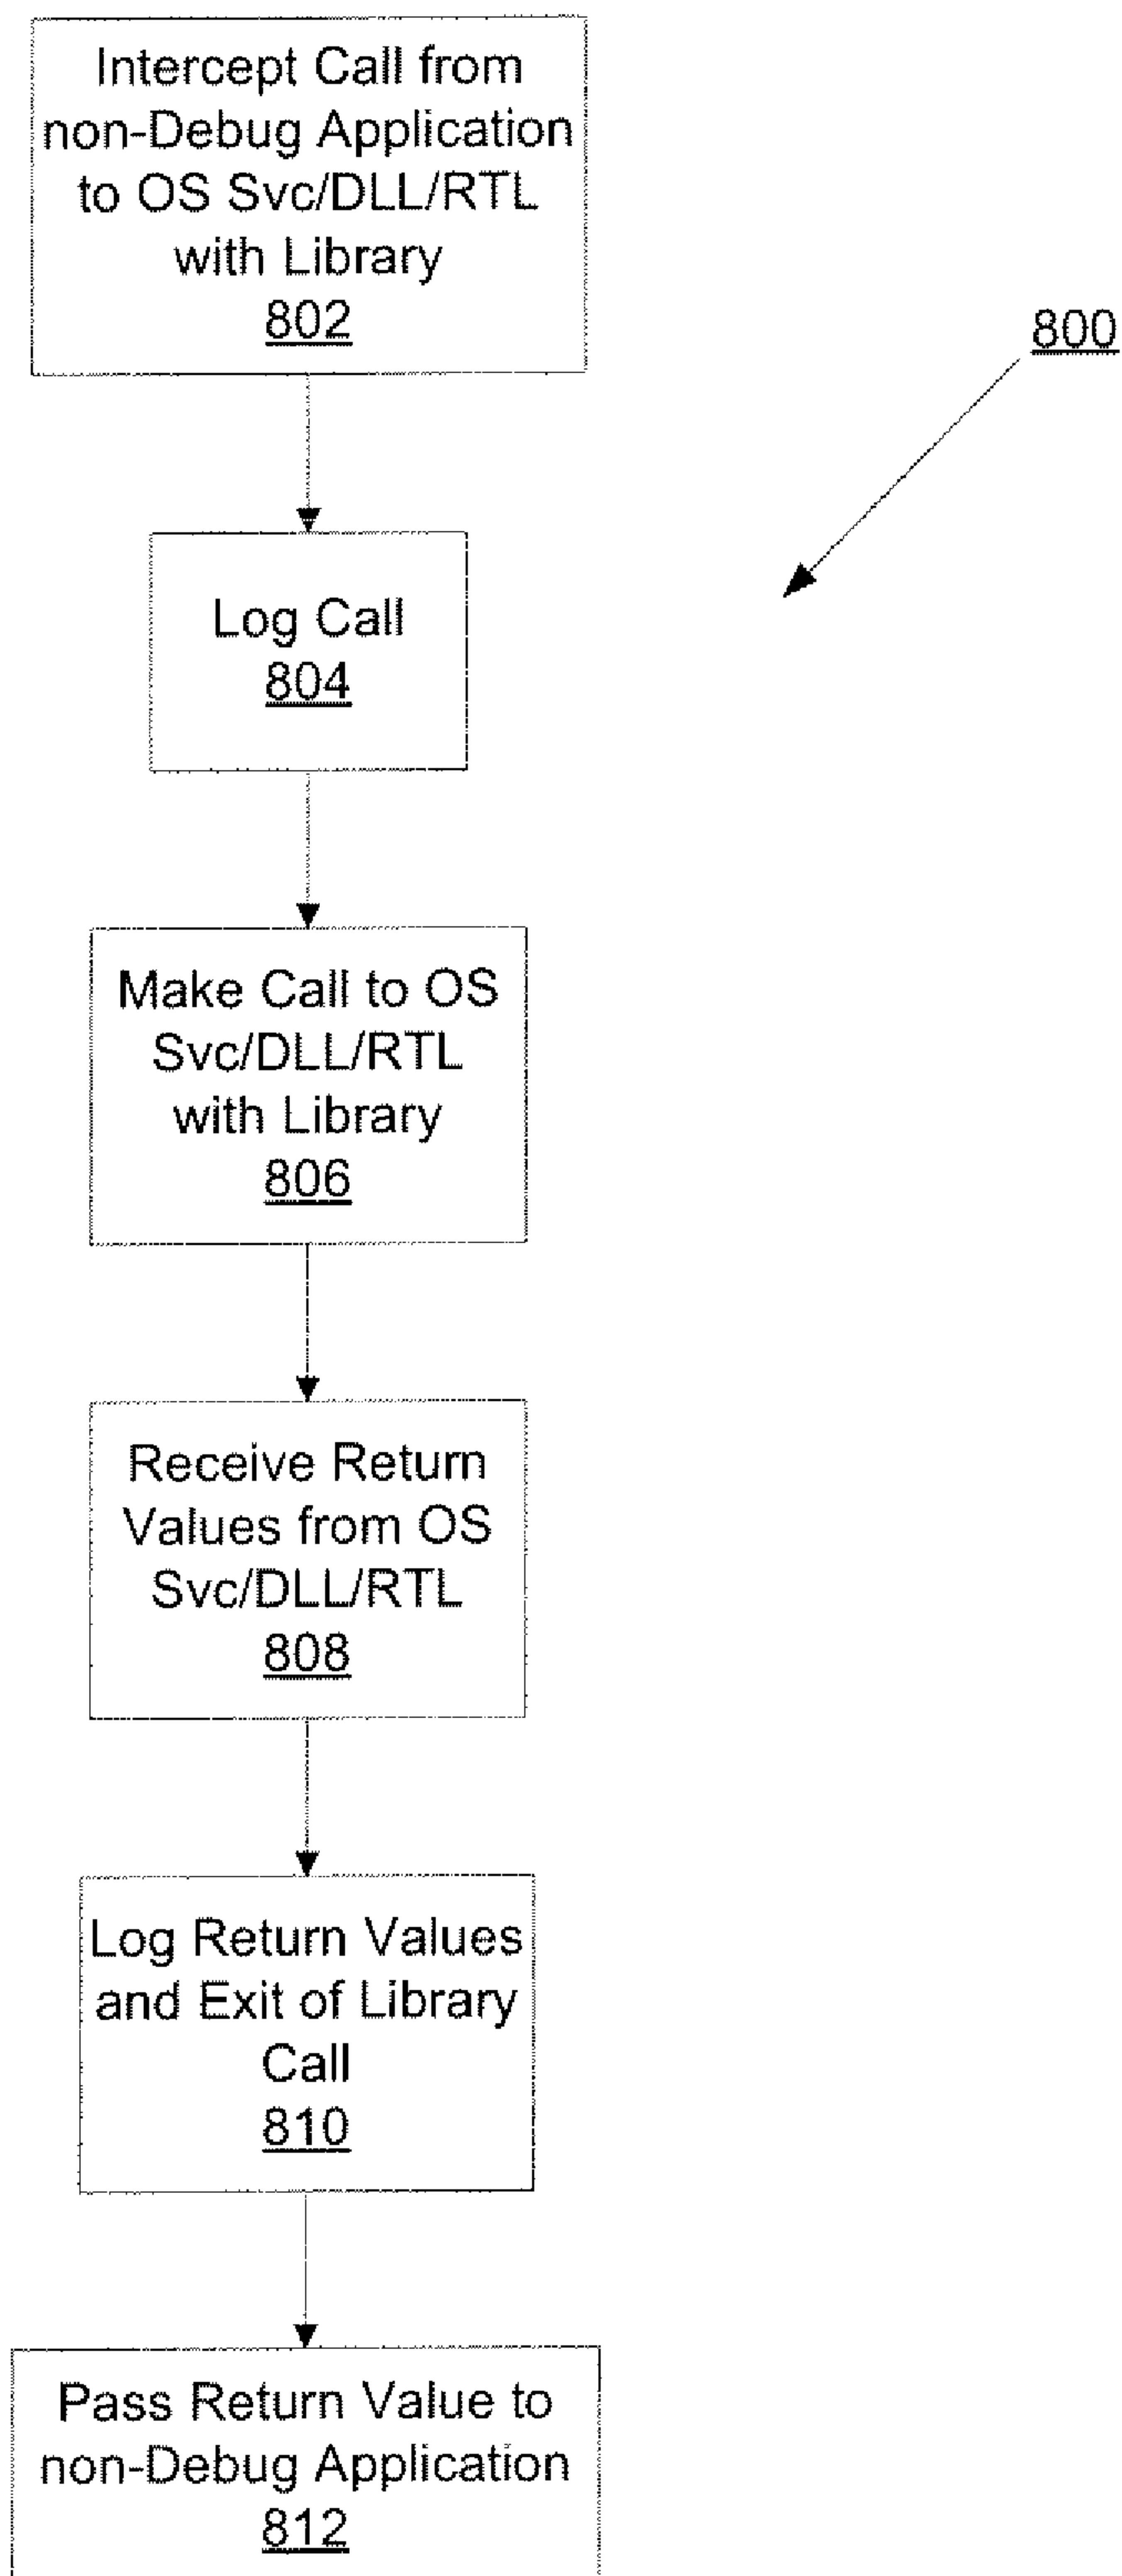 Intercept Call from
non-Debug Application
to OS Svc/DLL/RTL
with Library
802
800
Log Call
804
Make Call to OS
Svc/DLL/RTL
with Library
806
Receive Return
Values from OS
Svc/DLL/RTL
808
Log Return Values
and Exit of Library
Call
810
Pass Return Value to
non-Debug Application
812